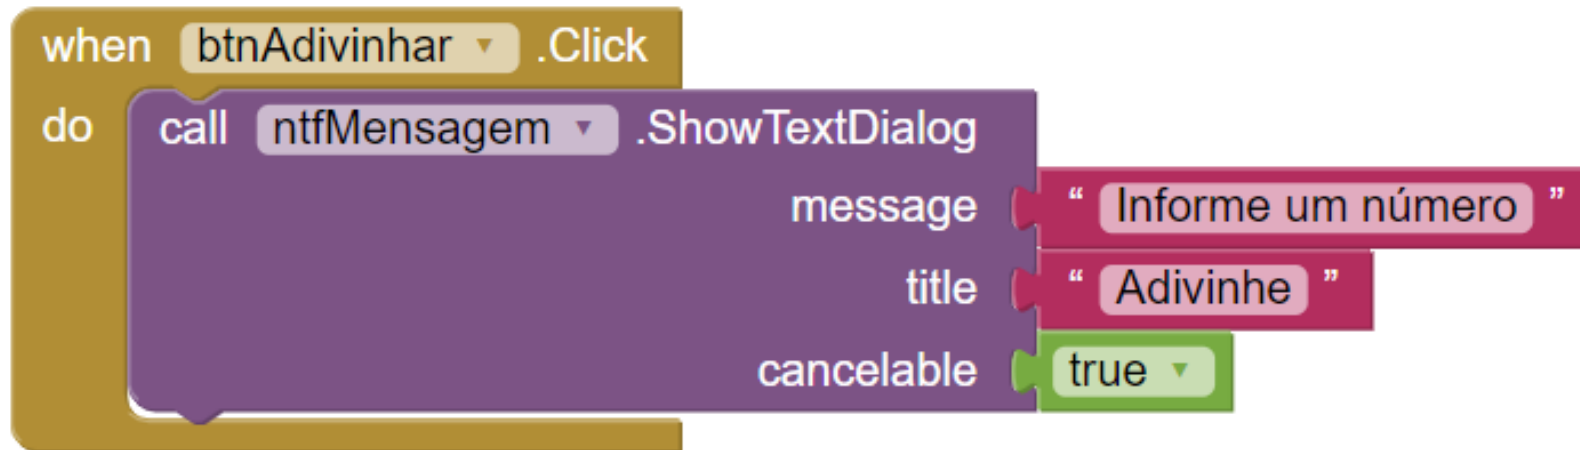 when btnAdivinhar .Click
do call ntfMensagem .ShowTextDialog
message “ Informe um número ”
title “ Adivinhe ”
cancelable true